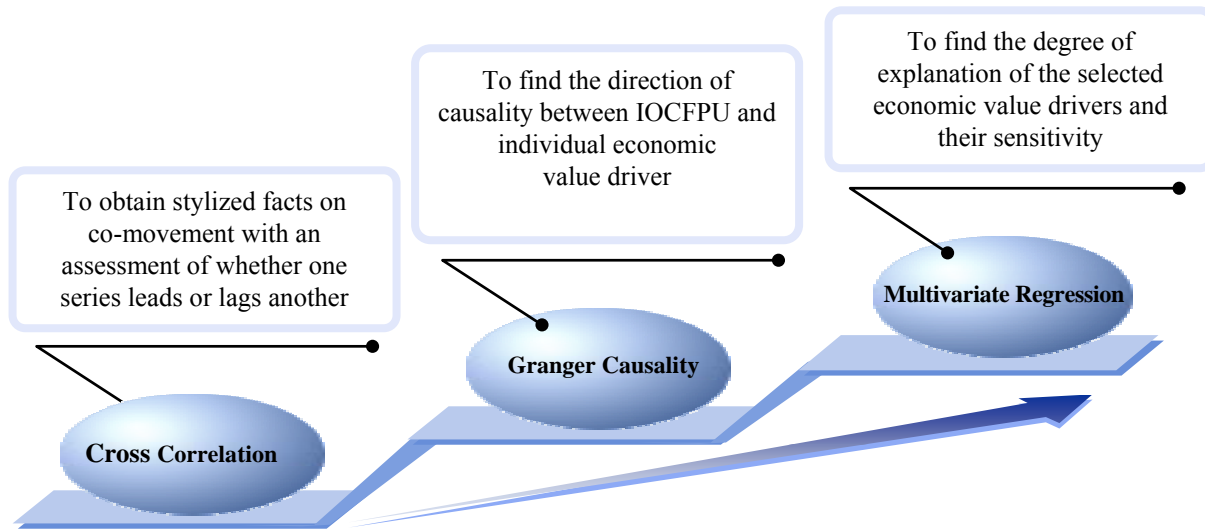 To obtain stylized facts on
co-movement with an
assessment of whether one
series leads or lags another
Cross Correlation
To find the direction of
causality between IOCFPU and
individual economic
value driver
Granger Causality
To find the degree of
explanation of the selected
economic value drivers and
their sensitivity
Multivariate Regression